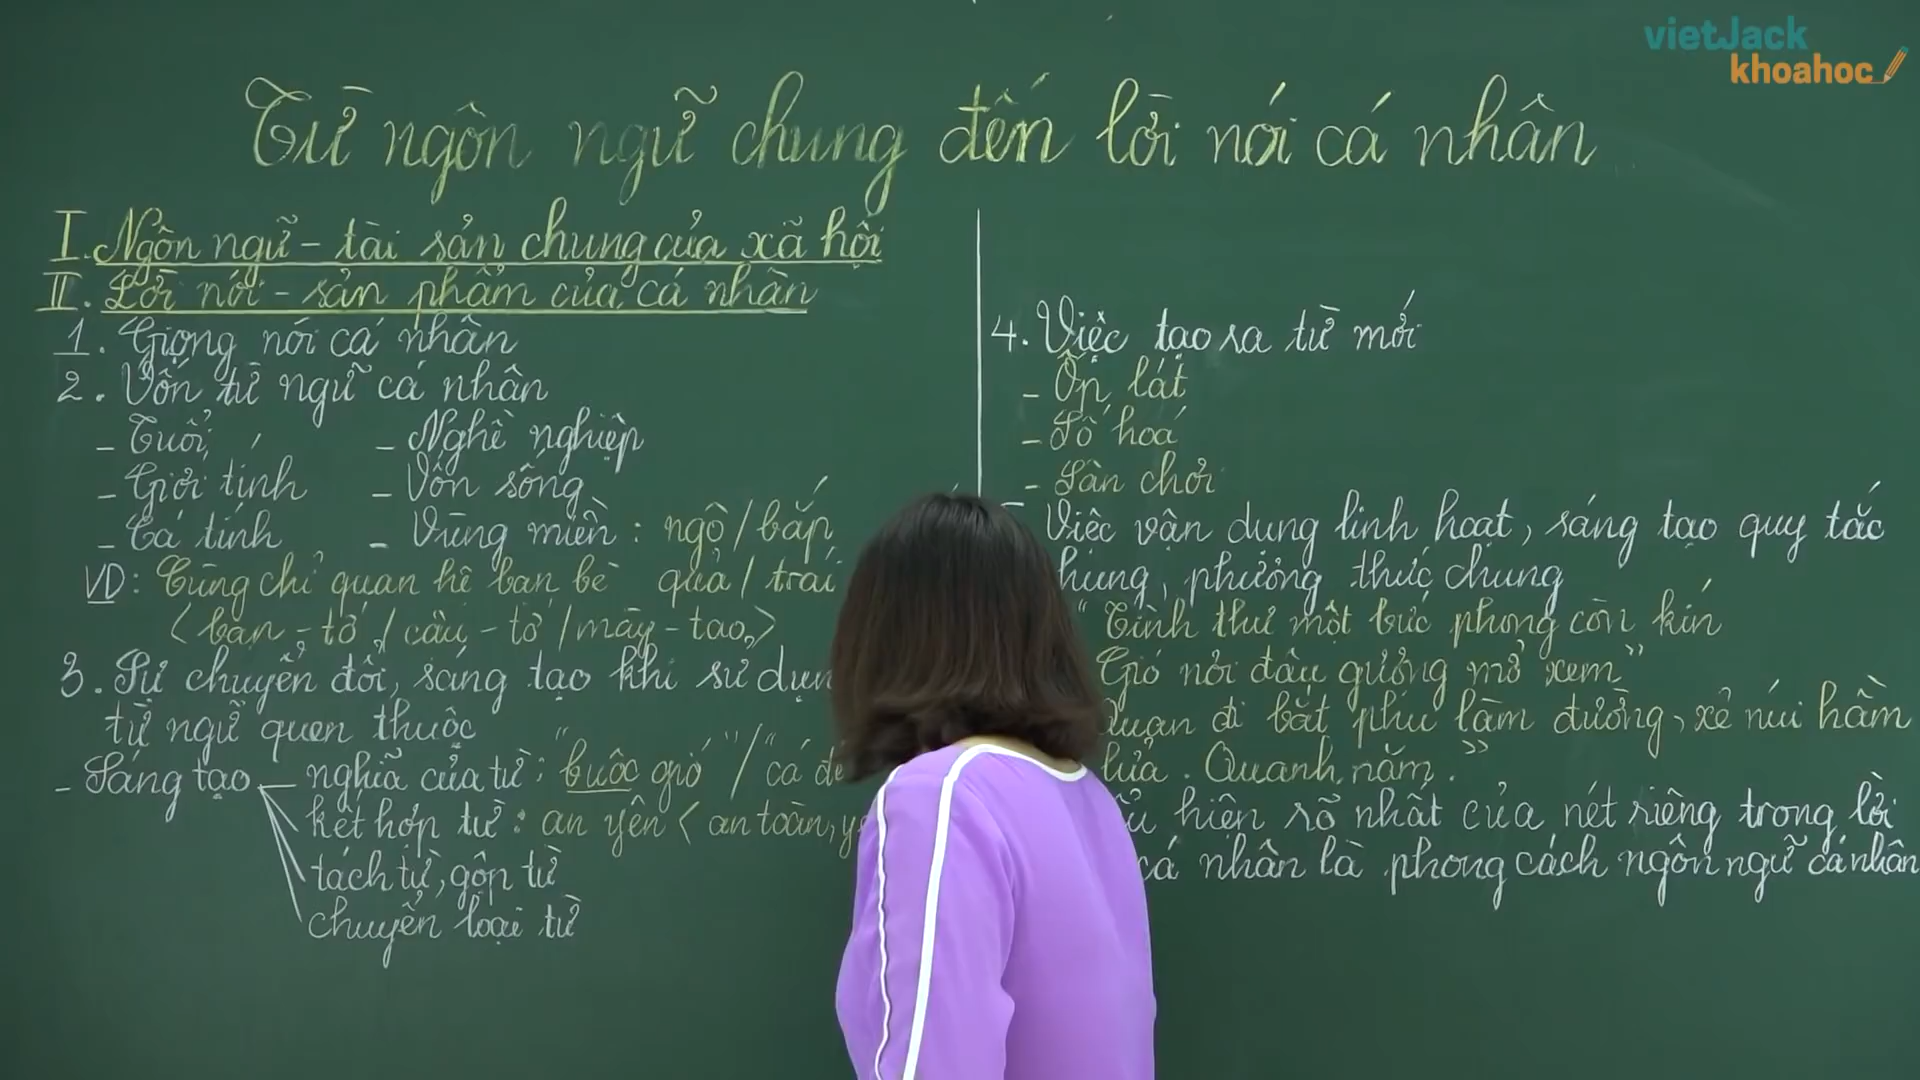 vietJack
khoahoc
Từ ngôn ngữ chung đến lời nói cá nhân
I. Ngôn ngữ - tài sản chung của xã hội
II. Lời nói - sản phẩm của cá nhân
1. Giọng nói cá nhân
2. Vốn từ ngữ cá nhân
- Tuổi
- Nghề nghiệp
- Giới tính
- Vốn sống
- Cá tính
- Vùng miền : ngô / bắp
quả / trái
VD : Cùng chỉ quan hệ bạn bè
< bạn - tớ / cậu - tớ / mày - tao >
3. Sự chuyển đổi, sáng tạo khi sử
từ ngữ quen thuộc
- Sáng tạo
nghĩa của từ : "buộc gió" / "cá
kết hợp từ : an yên < an toàn,
tách từ, gộp từ
chuyển loại từ
4. Việc tạo ra từ mới
- Ốp lát
- Số hoá
- Sân chơi
Việc vận dụng linh hoạt, sáng tạo quy tắc
phương thức chung
"Tình thư một bức phong còn kín
Gió nơi đâu gượng mở xem"
Quan đi bắt phu làm đường, xẻ núi hầm
lửa. Quanh năm."
hiện rõ nhất của nét riêng trong lời
cá nhân là phong cách ngôn ngữ cá nhân